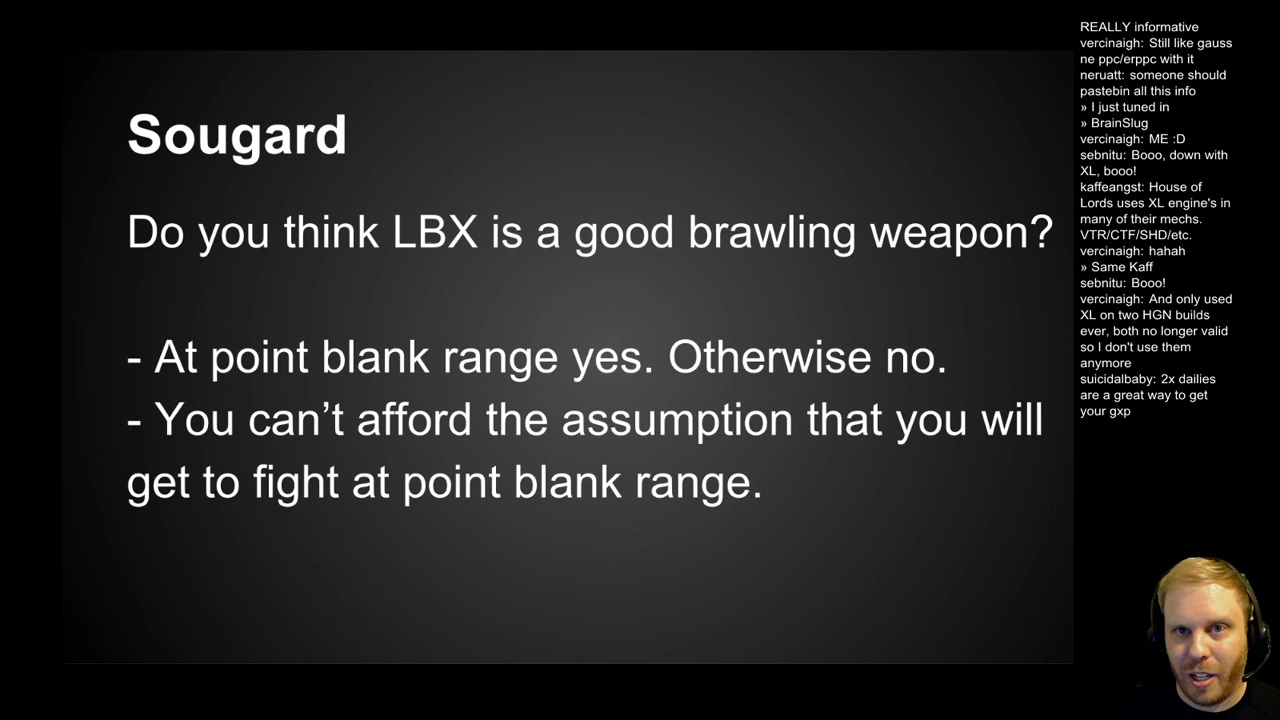 Sougard
Do you think LBX is a good brawling weapon?
- At point blank range yes. Otherwise no.
- You can’t afford the assumption that you will
get to fight at point blank range.
REALLY informative
vercinaigh: Still like gauss
ne ppc/erppc with it
neruatt: someone should
pastebin all this info
» I just tuned in
» BrainSlug
vercinaigh: ME :D
sebnitu: Booo, down with
XL, booo!
kaffeangst: House of
Lords uses XL engine's in
many of their mechs.
VTR/CTF/SHD/etc.
vercinaigh: hahah
» Same Kaff
sebnitu: Booo!
vercinaigh: And only used
XL on two HGN builds
ever, both no longer valid
so I don't use them
anymore
suicidalbaby: 2x dailies
are a great way to get
your gxp